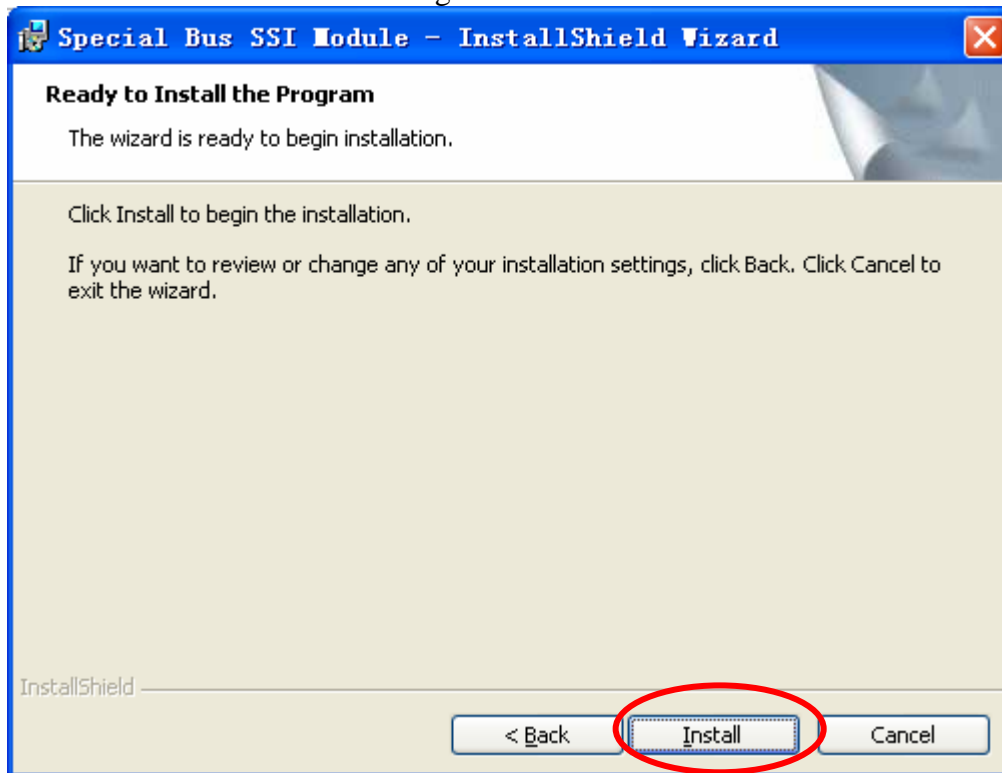 Special Bus SSI Module - InstallShield Wizard
Ready to Install the Program
The wizard is ready to begin installation.
Click Install to begin the installation.
If you want to review or change any of your installation settings, click Back. Click Cancel to
exit the wizard.
InstallShield
< Back
Install
Cancel